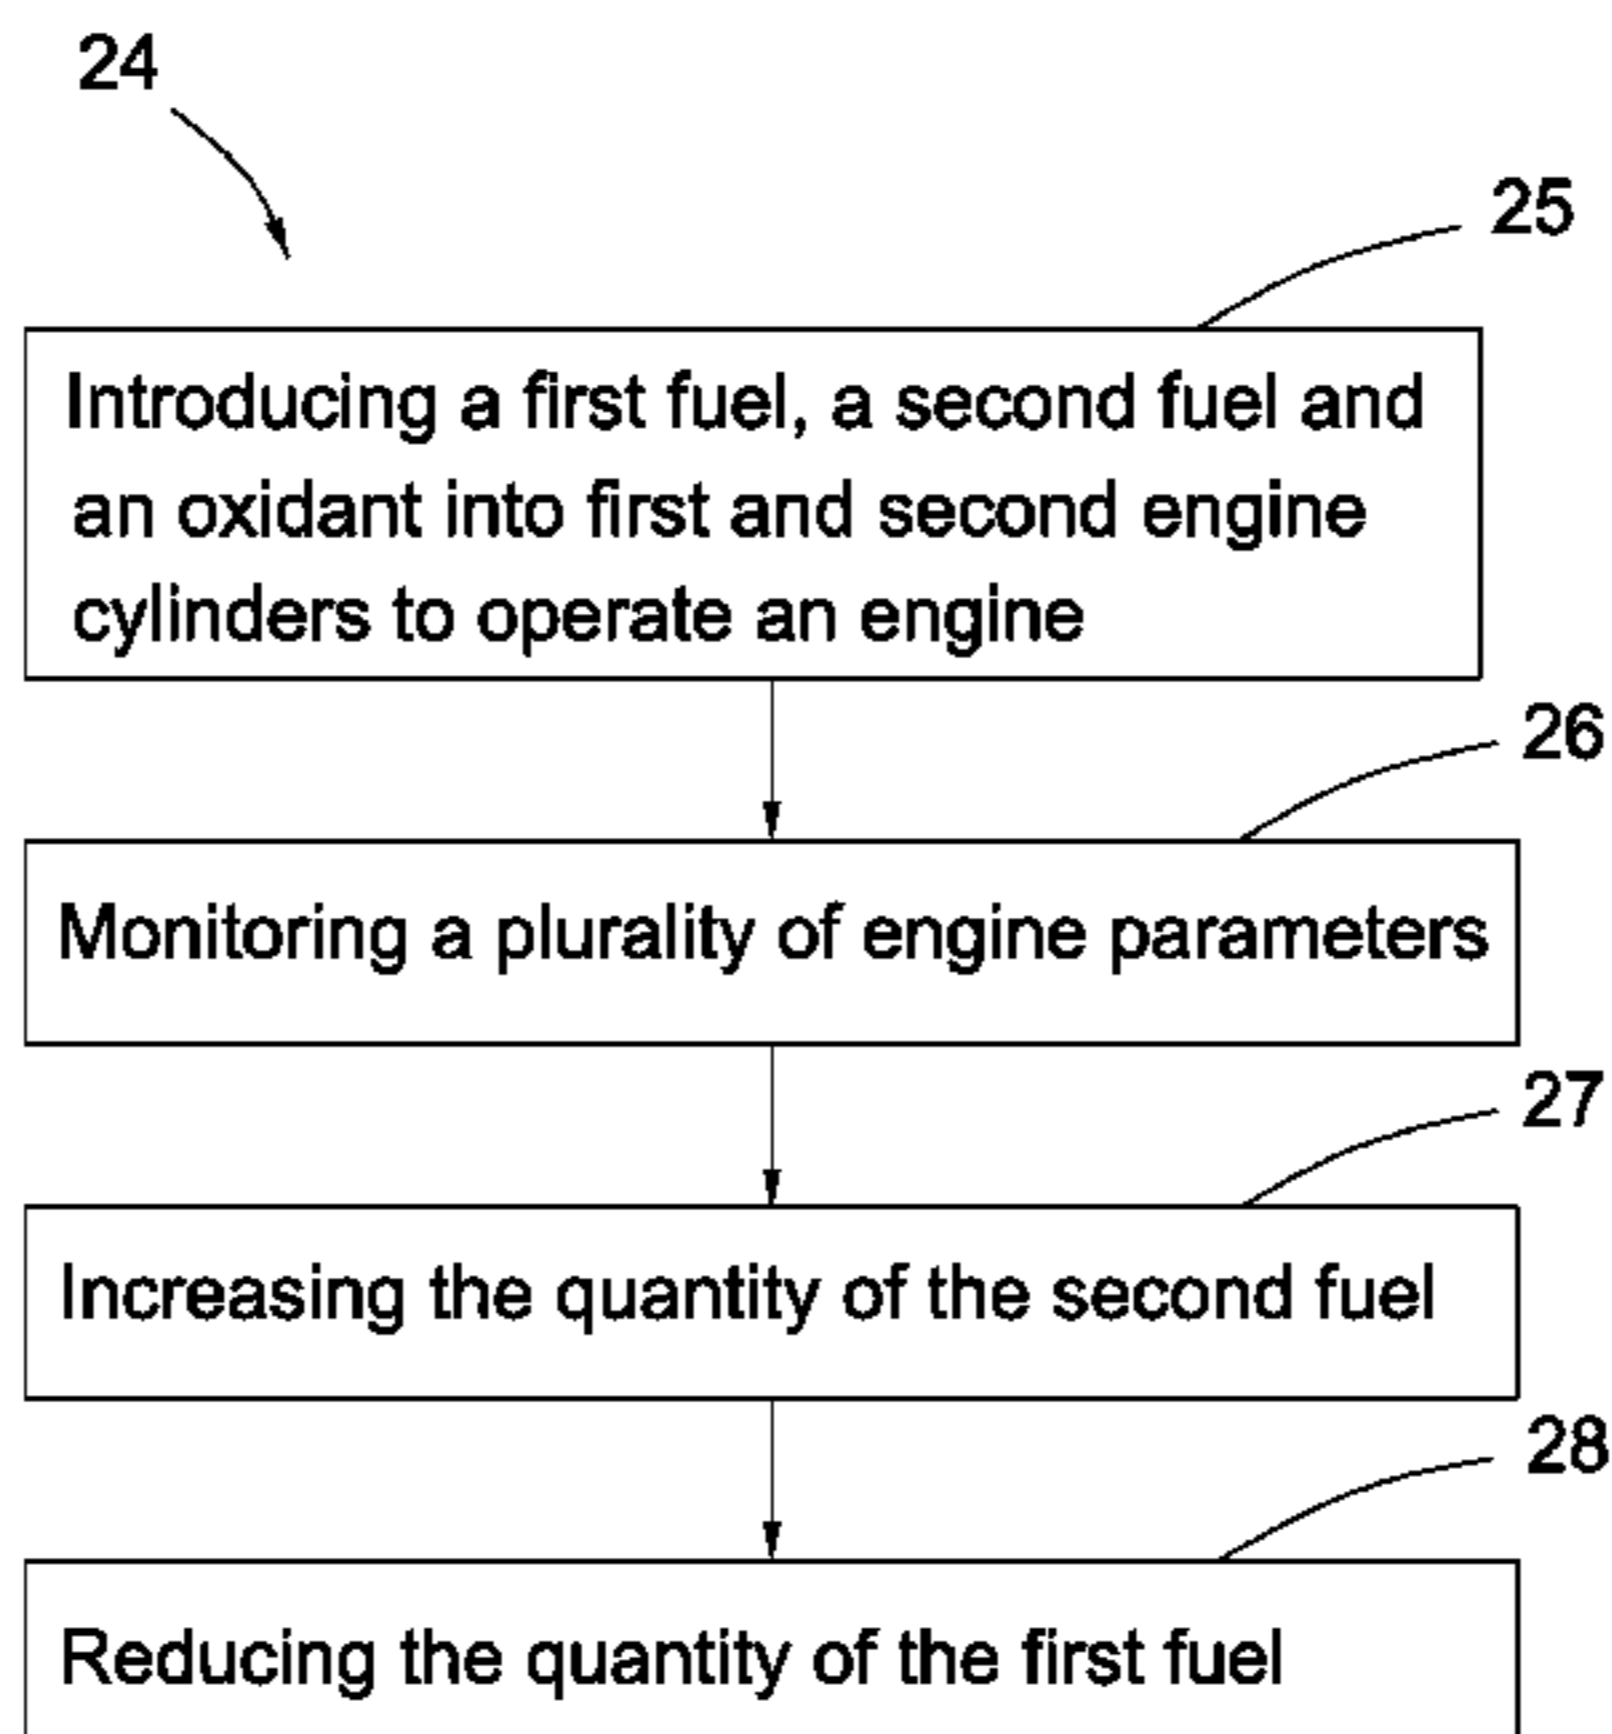 24
25
Introducing a first fuel, a second fuel and
an oxidant into first and second engine
cylinders to operate an engine
26
Monitoring a plurality of engine parameters
27
Increasing the quantity of the second fuel
28
Reducing the quantity of the first fuel